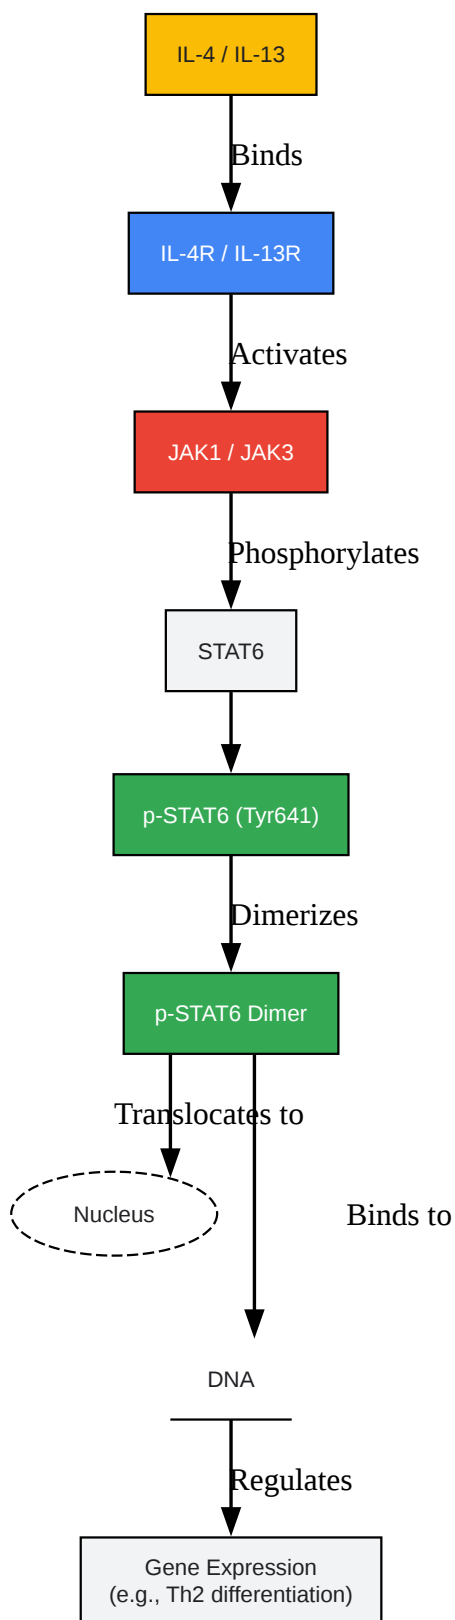 IL-4 / IL-13
Binds
IL-4R / IL-13R
Activates
JAK1 / JAK3
Phosphorylates
STAT6
p-STAT6 (Tyr641)
Dimerizes
p-STAT6 Dimer
Translocates to
Nucleus
Binds to
DNA
Regulates
Gene Expression
(e.g., Th2 differentiation)